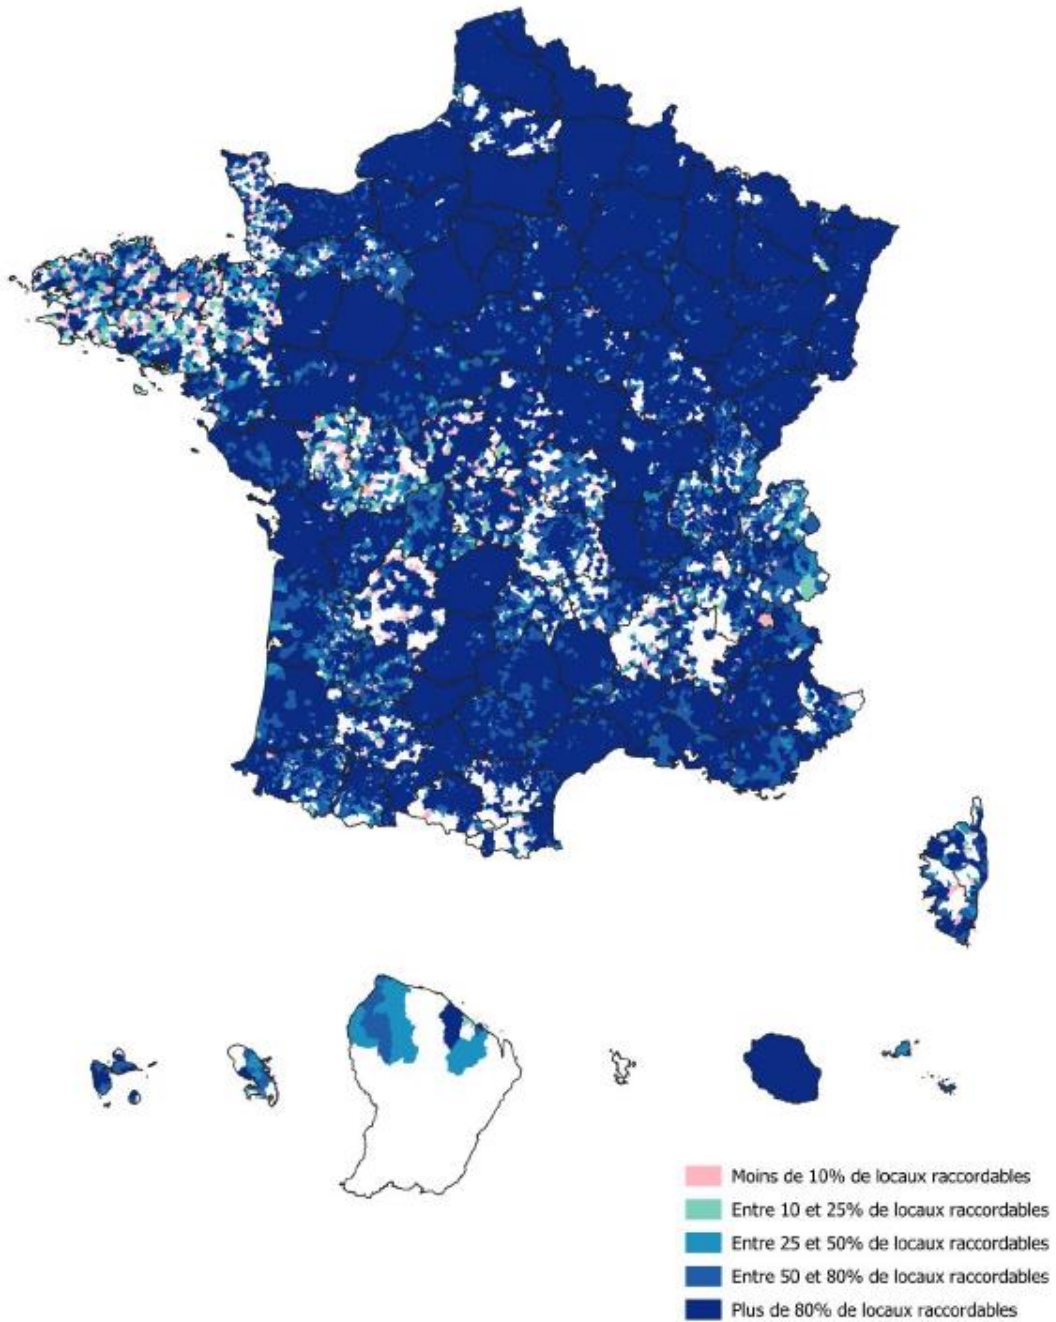 Moins de 10% de locaux raccordables
Entre 10 et 25% de locaux raccordables
Entre 25 et 50% de locaux raccordables
Entre 50 et 80% de locaux raccordables
Plus de 80% de locaux raccordables